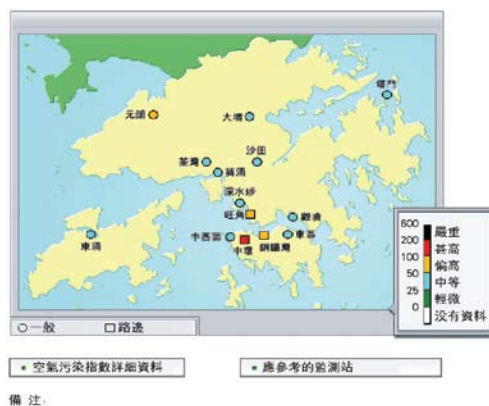 塔門
元朗
大埔
沙田
荃灣
葵涌
深水埗
旺角
觀塘
東涌
中西區
中環
銅鑼灣
東區
600
嚴重
200
甚高
100
偏高
50
中等
25
輕微
0
沒有資料
一般
路邊
空氣污染指數詳細資料
應參考的監測站
備 注: